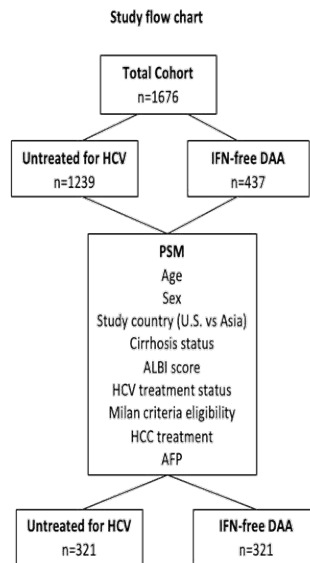 Study flow chart
Total Cohort
n=1676
Untreated for HCV
n=1239
IFN-free DAA
n=437
PSM
Age
Sex
Study country (U.S. vs Asia)
Cirrhosis status
ALBI score
HCV treatment status
Milan criteria eligibility
HCC treatment
AFP
Untreated for HCV
n=321
IFN-free DAA
n=321